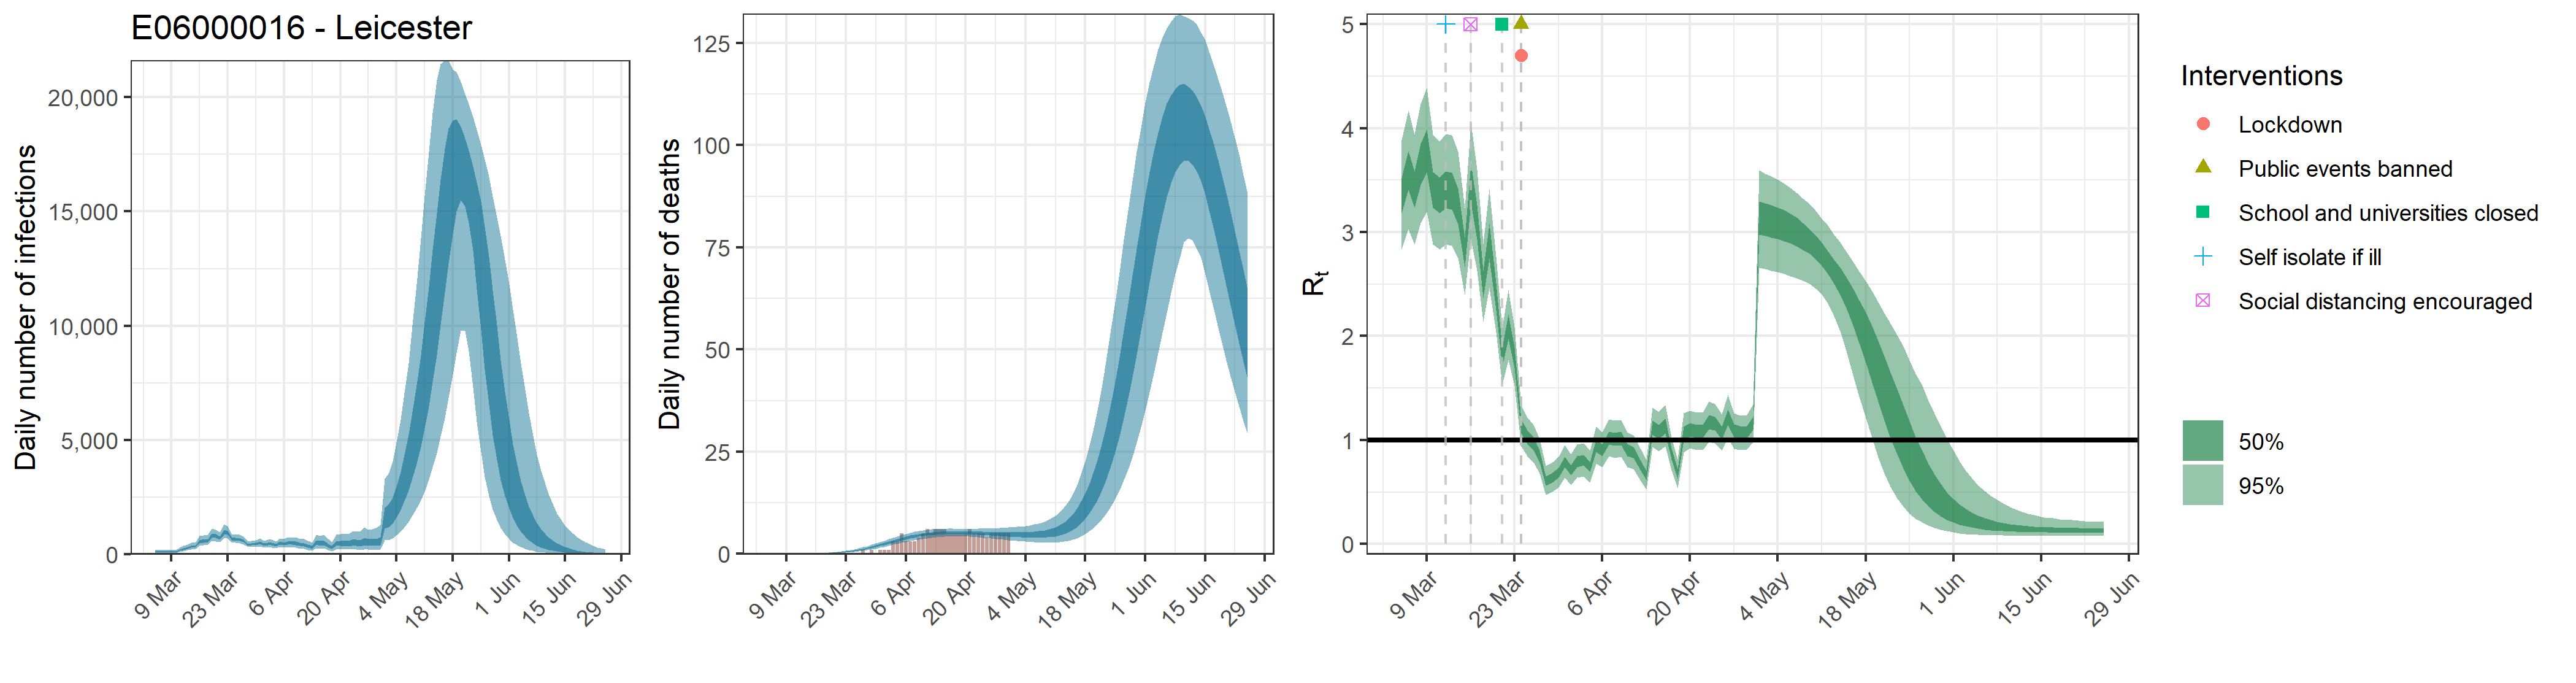 E06000016 - Leicester
Daily number of infections
20,000
15,000
10,000
5,000
0
9 Mar
23 Mar
6 Apr
20 Apr
4 May
18 May
1 Jun
15 Jun
29 Jun
Daily number of deaths
125
100
75
50
25
0
9 Mar
23 Mar
6 Apr
20 Apr
4 May
18 May
1 Jun
15 Jun
29 Jun
Rt
5
4
3
2
1
0
9 Mar
23 Mar
6 Apr
20 Apr
4 May
18 May
1 Jun
15 Jun
29 Jun
Interventions
Lockdown
Public events banned
School and universities closed
Self isolate if ill
Social distancing encouraged
50%
95%